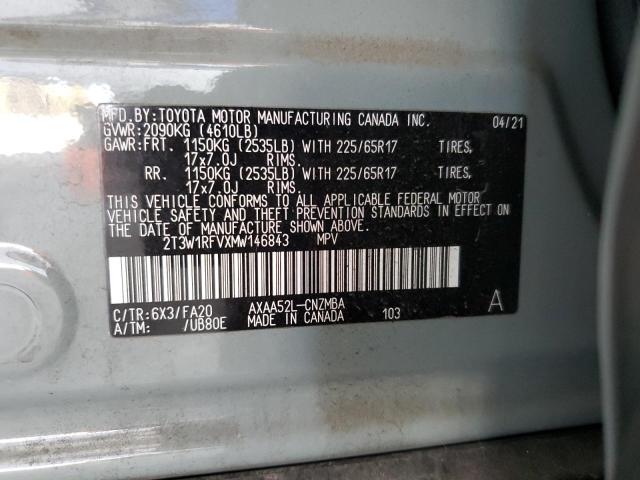 MFD.BY:TOYOTA MOTOR MANUFACTURING CANADA INC. 04/21
GVWR:2090KG (4610LB)
GAWR:FRT. 1150KG (2535LB) WITH 225/65R17 TIRES,
17x7.0J RIMS.
RR. 1150KG (2535LB) WITH 225/65R17 TIRES,
17x7.0J RIMS.
THIS VEHICLE CONFORMS TO ALL APPLICABLE FEDERAL MOTOR
VEHICLE SAFETY AND THEFT PREVENTION STANDARDS IN EFFECT ON
THE DATE OF MANUFACTURE SHOWN ABOVE.
2T3W1RFVXMW146843 MPV
C/TR:6X3/FA20 AXAA52L-CNZMBA
A/TM: /UB80E MADE IN CANADA 103 A